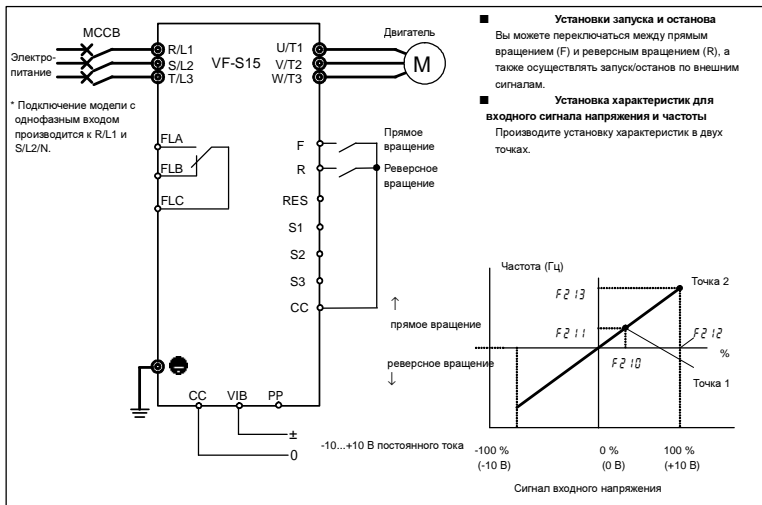 MCCB
Электро-
питание
R/L1
S/L2
T/L3
VF-S15
U/T1
V/T2
W/T3
Двигатель
M
* Подключение модели с
однофазным входом
производится к R/L1 и
S/L2/N.
FLA
FLB
FLC
F
R
RES
S1
S2
S3
CC
Прямое
вращение
Реверсное
вращение
↑
прямое вращение
реверсное вращение
↓
CC
VIB
PP
±
0
-10...+10 В постоянного тока
■ Установки запуска и останова
Вы можете переключаться между прямым
вращением (F) и реверсным вращением (R), а
также осуществлять запуск/останов по внешним
сигналам.
■ Установка характеристик для
входного сигнала напряжения и частоты
Производите установку характеристик в двух
точках.
Частота (Гц)
Точка 2
F213
F211
F212
%
F210
Точка 1
-100 %
(-10 В)
0 %
(0 В)
100 %
(+10 В)
Сигнал входного напряжения